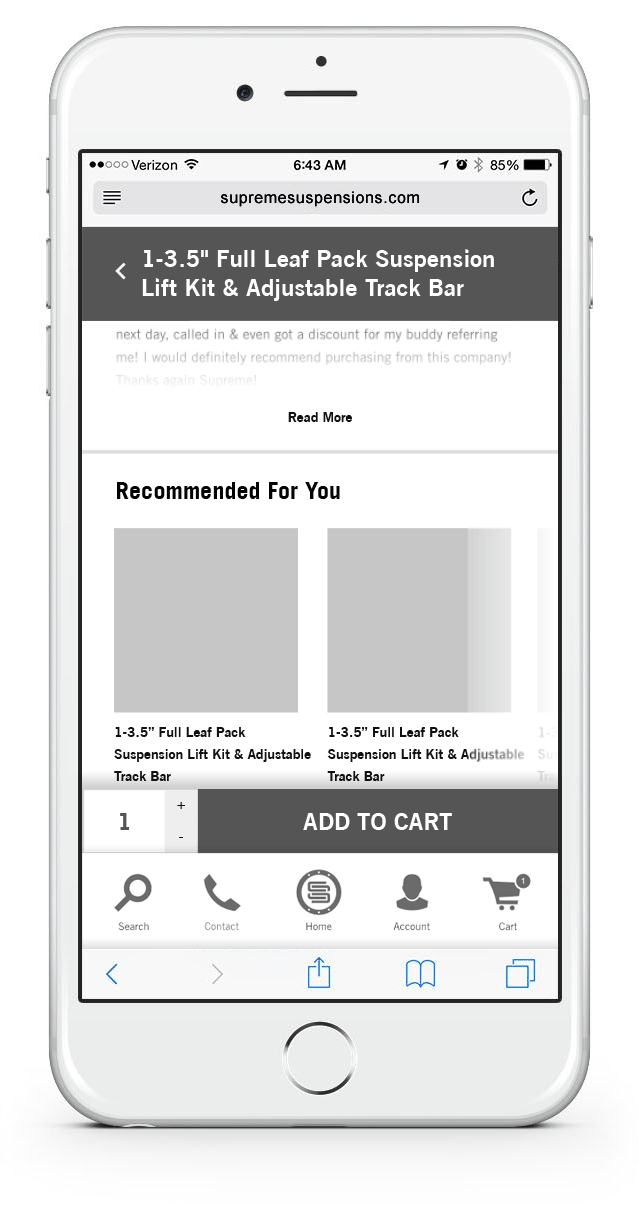 Verizon 6:43 AM 85%
supremesuspensions.com
1-3.5" Full Leaf Pack Suspension
Lift Kit & Adjustable Track Bar
next day, called in & even got a discount for my buddy referring
me! I would definitely recommend purchasing from this company!
Thanks again Supreme!
Read More
Recommended For You
1-3.5” Full Leaf Pack
Suspension Lift Kit & Adjustable
Track Bar
1-3.5” Full Leaf Pack
Suspension Lift Kit & Adjustable
Track Bar
1 + -
ADD TO CART
1
Search Contact Home Account Cart